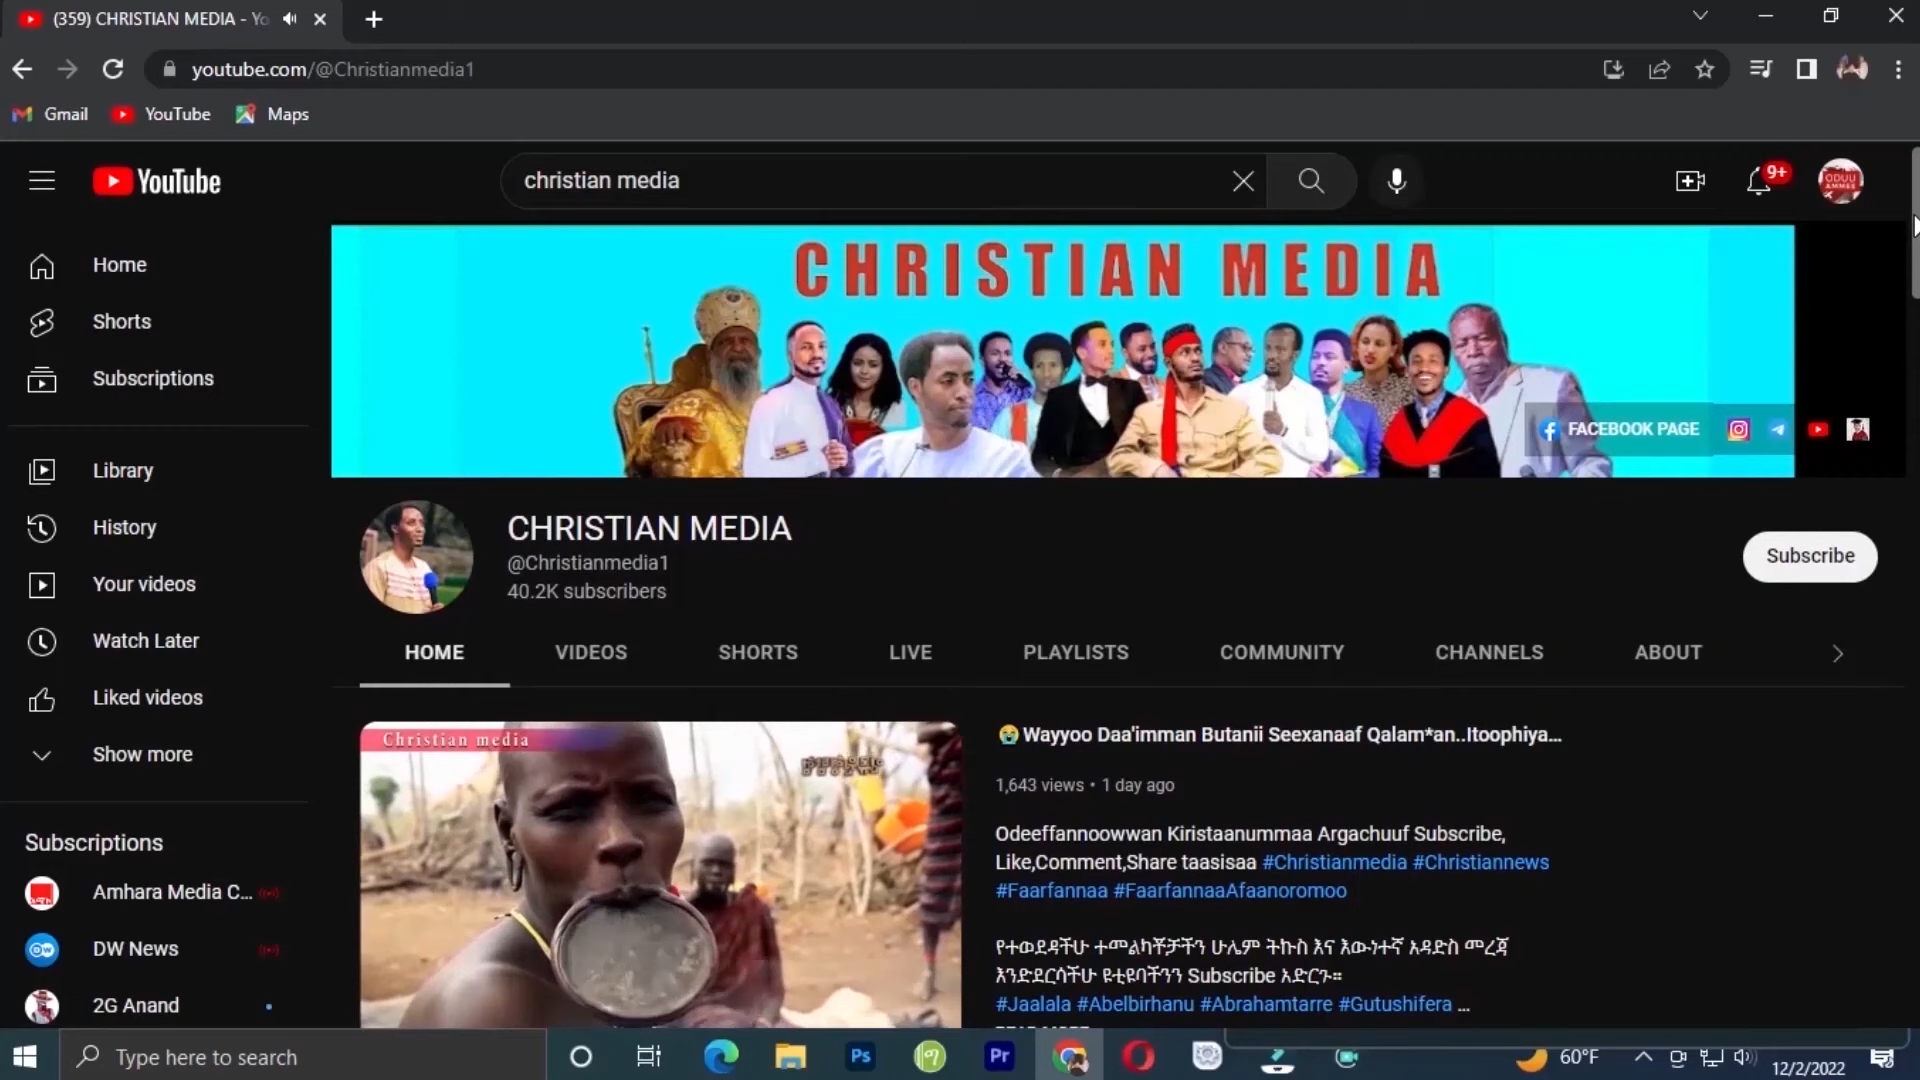 (359) CHRISTIAN MEDIA - Yo
youtube.com/@Christianmedia1
Gmail YouTube Maps
YouTube
christian media
9+
ODUU
AMMEE
Home
Shorts
Subscriptions
Library
History
Your videos
Watch Later
Liked videos
Show more
Subscriptions
Amhara Media C...
DW News
2G Anand
CHRISTIAN MEDIA
FACEBOOK PAGE
CHRISTIAN MEDIA
@Christianmedia1
40.2K subscribers
Subscribe
HOME VIDEOS SHORTS LIVE PLAYLISTS COMMUNITY CHANNELS ABOUT
Christian media
😭Wayyoo Daa'imman Butanii Seexanaaf Qalam*an..Itoophiya...
1,643 views • 1 day ago
Odeeffannoowwan Kiristaanummaa Argachuuf Subscribe,
Like,Comment,Share taasisaa #Christianmedia #Christiannews
#Faarfannaa #FaarfannaaAfaanoromoo
የተወደዳችሁ ተመልካቾቻችን ሁሌም ትኩስ እና እውነተኛ አዳድስ መረጃ
እንድደርሳችሁ ዩቲዩባችንን Subscribe አድርጉ።
#Jaalala #Abelbirhanu #Abrahamtarre #Gutushifera ...
Type here to search
Ps
Pr
60°F
12/2/2022